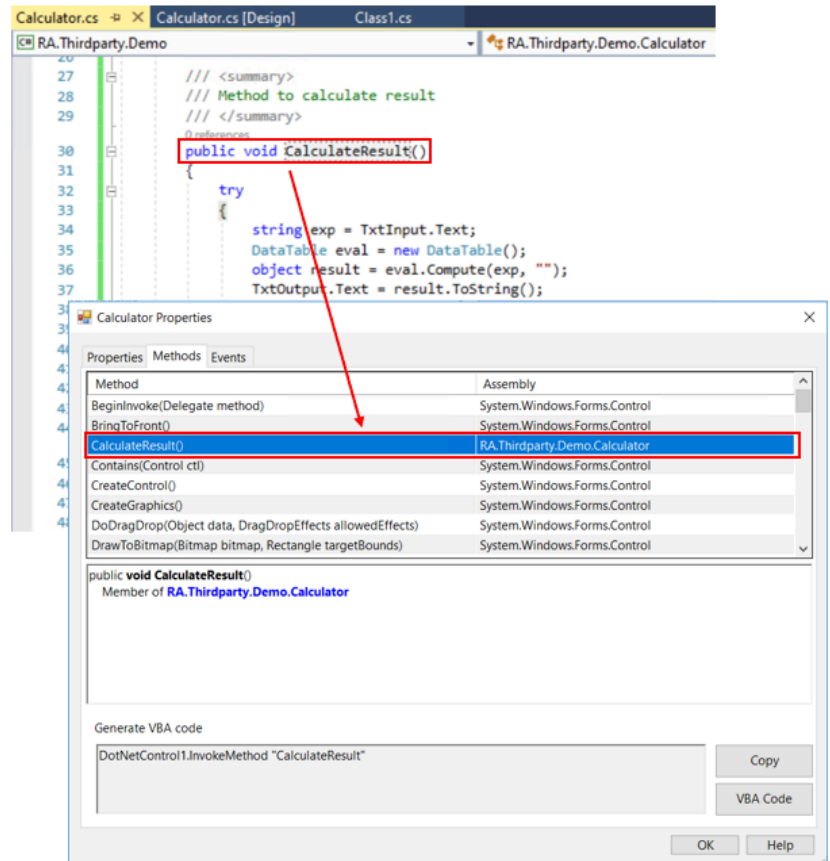 Calculator.cs Calculator.cs [Design] Class1.cs
C# RA.Thirdparty.Demo RA.Thirdparty.Demo.Calculator
27 /// <summary>
28 /// Method to calculate result
29 /// </summary>
0 references
30 public void CalculateResult()
31 {
32 try
33 {
34 string exp = TxtInput.Text;
35 DataTable eval = new DataTable();
36 object result = eval.Compute(exp, "");
37 TxtOutput.Text = result.ToString();
Calculator Properties
Properties Methods Events
Method Assembly
BeginInvoke(Delegate method) System.Windows.Forms.Control
BringToFront() System.Windows.Forms.Control
CalculateResult() RA.Thirdparty.Demo.Calculator
Contains(Control ctl) System.Windows.Forms.Control
CreateControl() System.Windows.Forms.Control
CreateGraphics() System.Windows.Forms.Control
DoDragDrop(Object data, DragDropEffects allowedEffects) System.Windows.Forms.Control
DrawToBitmap(Bitmap bitmap, Rectangle targetBounds) System.Windows.Forms.Control
public void CalculateResult()
Member of RA.Thirdparty.Demo.Calculator
Generate VBA code
DotNetControl1.InvokeMethod "CalculateResult"
Copy
VBA Code
OK Help